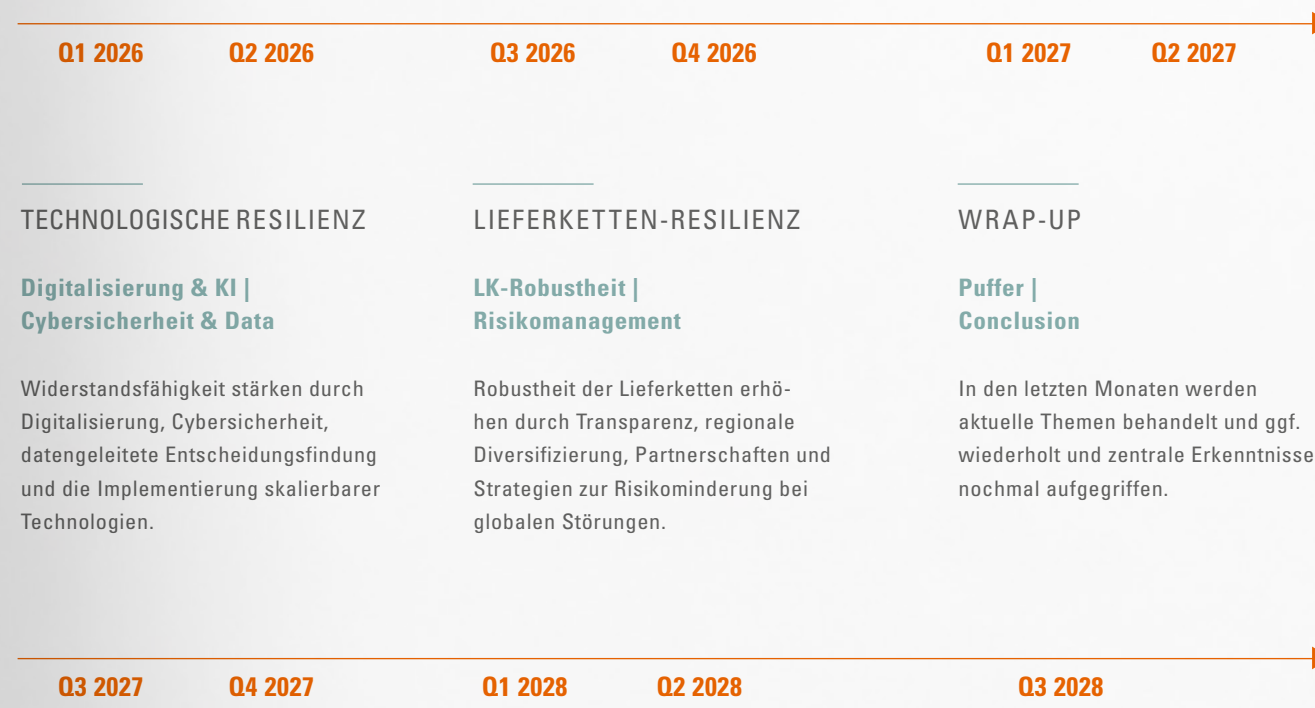 Q1 2026 Q2 2026 Q3 2026 Q4 2026 Q1 2027 Q2 2027
TECHNOLOGISCHE RESILIENZ
Digitalisierung & KI |
Cybersicherheit & Data
Widerstandsfähigkeit stärken durch
Digitalisierung, Cybersicherheit,
datengeleitete Entscheidungsfindung
und die Implementierung skalierbarer
Technologien.
LIEFERKETTEN-RESILIENZ
LK-Robustheit |
Risikomanagement
Robustheit der Lieferketten erhö-
hen durch Transparenz, regionale
Diversifizierung, Partnerschaften und
Strategien zur Risikominderung bei
globalen Störungen.
WRAP-UP
Puffer |
Conclusion
In den letzten Monaten werden
aktuelle Themen behandelt und ggf.
wiederholt und zentrale Erkenntnisse
nochmal aufgegriffen.
Q3 2027 Q4 2027 Q1 2028 Q2 2028 Q3 2028